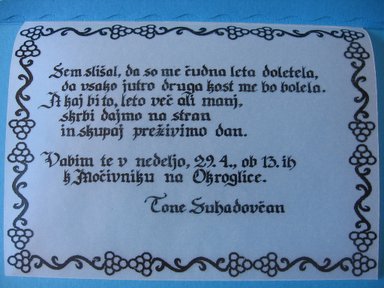 Sem slišal, da so me čudna leta doletela,
da vsako jutro druga kost me bo bolela.
A kaj bi to, leto več ali manj,
skrbi dajmo na stran
in skupaj preživimo dan.
Vabim te v nedeljo, 29.4., ob 13.ih
k Močivniku na Okroglice.
Tone Suhadovčan